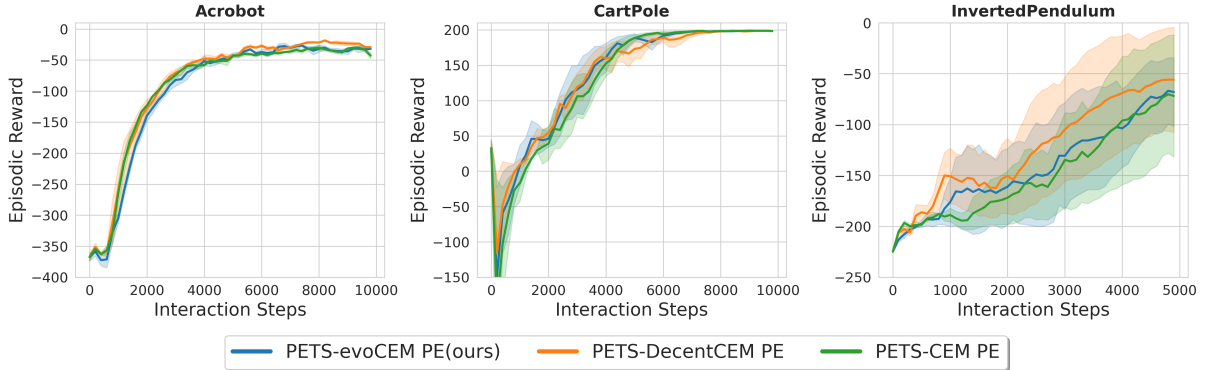 Acrobot
CartPole
InvertedPendulum
Episodic Reward
0
−50
−100
−150
−200
−250
−300
−350
−400
0 2000 4000 6000 8000 10000
Interaction Steps
Episodic Reward
200
150
100
50
0
−50
−100
−150
0 2000 4000 6000 8000 10000
Interaction Steps
Episodic Reward
0
−50
−100
−150
−200
−250
0 1000 2000 3000 4000 5000
Interaction Steps
PETS-evoCEM PE(ours) PETS-DecentCEM PE PETS-CEM PE